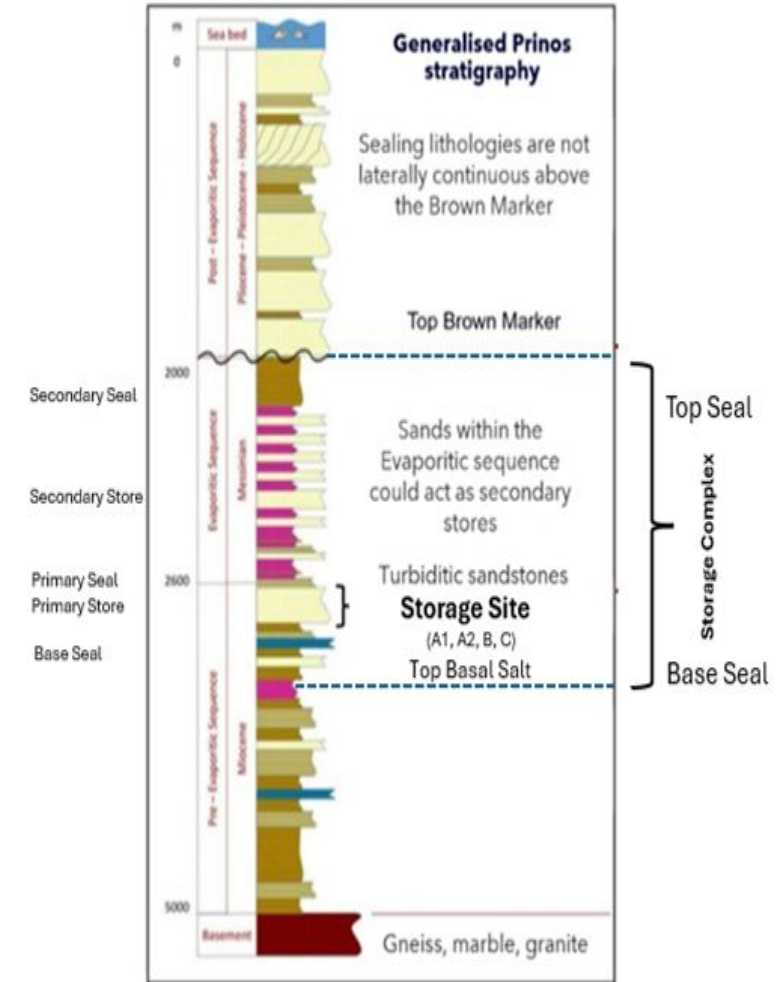 m
Sea bed
0
Generalised Prinos
stratigraphy
Post – Evaporitic Sequence
Pliocene – Pleistocene - Holocene
Sealing lithologies are not
laterally continuous above
the Brown Marker
Top Brown Marker
2000
Secondary Seal
Top Seal
Evaporitic Sequence
Messinian
Sands within the
Evaporitic sequence
could act as secondary
stores
Secondary Store
Storage Complex
Primary Seal
2600
Turbiditic sandstones
Primary Store
Storage Site
(A1, A2, B, C)
Base Seal
Top Basal Salt
Base Seal
Pre – Evaporitic Sequence
Miocene
5000
Basement
Gneiss, marble, granite